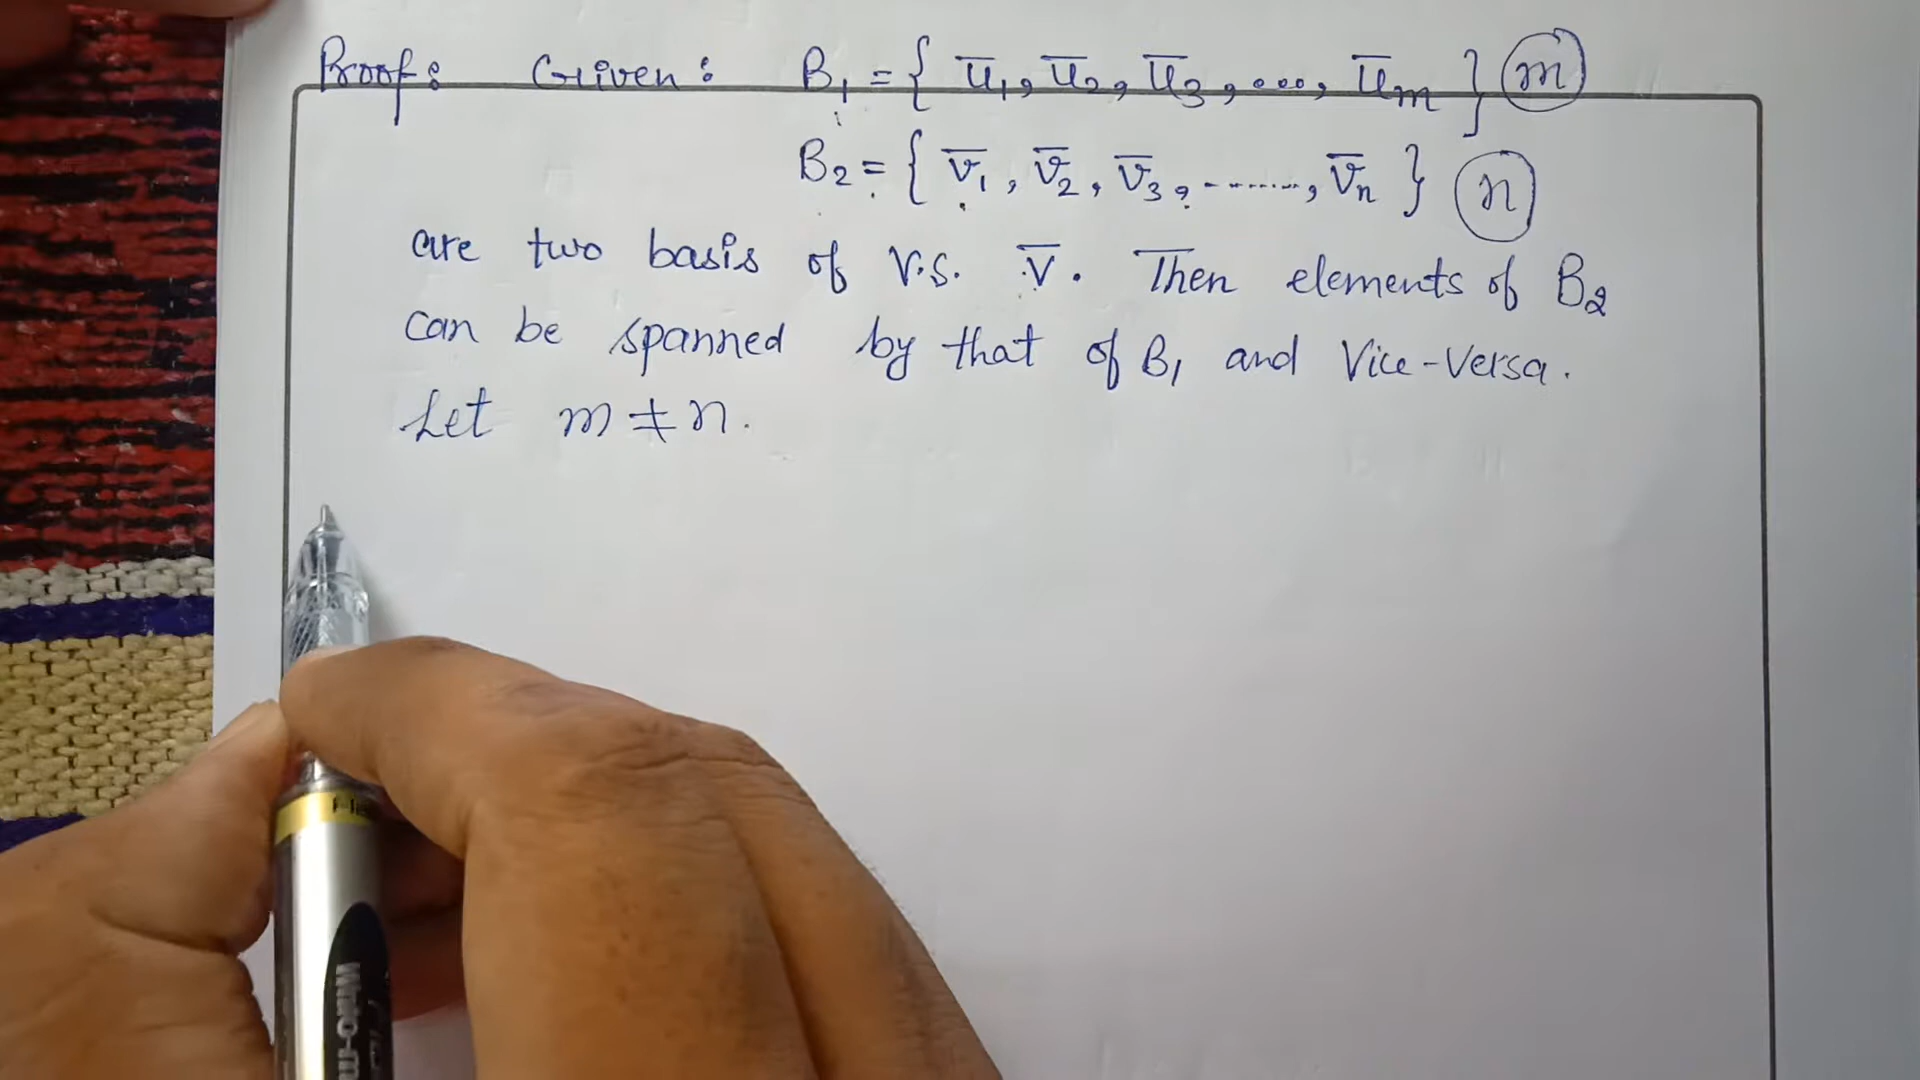 Proof: Given: B₁ = { ū₁, ū₂, ū₃, ..., ūₘ } m
B₂ = { v̄₁, v̄₂, v̄₃, ........., v̄ₙ } n
are two basis of V.S. V̄. Then elements of B₂
can be spanned by that of B₁ and Vice-Versa.
Let m ≠ n.